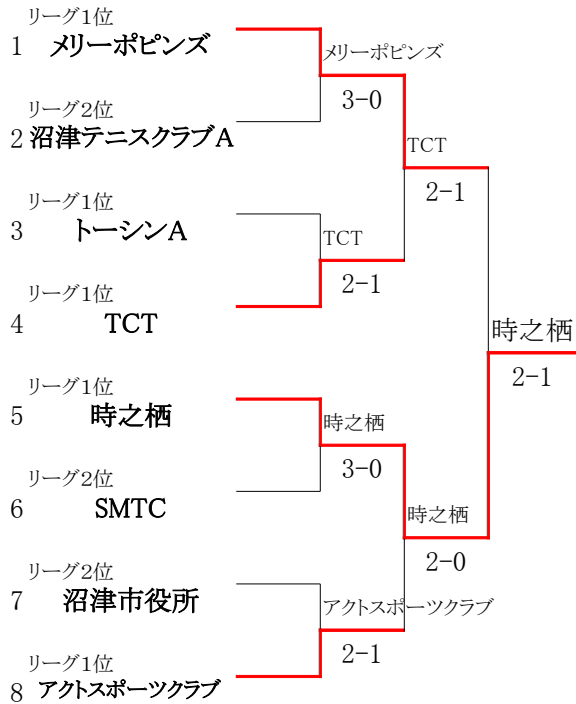 リーグ1位
1 メリーポピンズ
リーグ2位
2 沼津テニスクラブA
リーグ1位
3 トーシンA
リーグ1位
4 TCT
リーグ1位
5 時之栖
リーグ2位
6 SMTC
リーグ2位
7 沼津市役所
リーグ1位
8 アクトスポーツクラブ
メリーポピンズ
3-0
TCT
2-1
時之栖
3-0
アクトスポーツクラブ
2-1
TCT
2-1
時之栖
2-0
時之栖
2-1